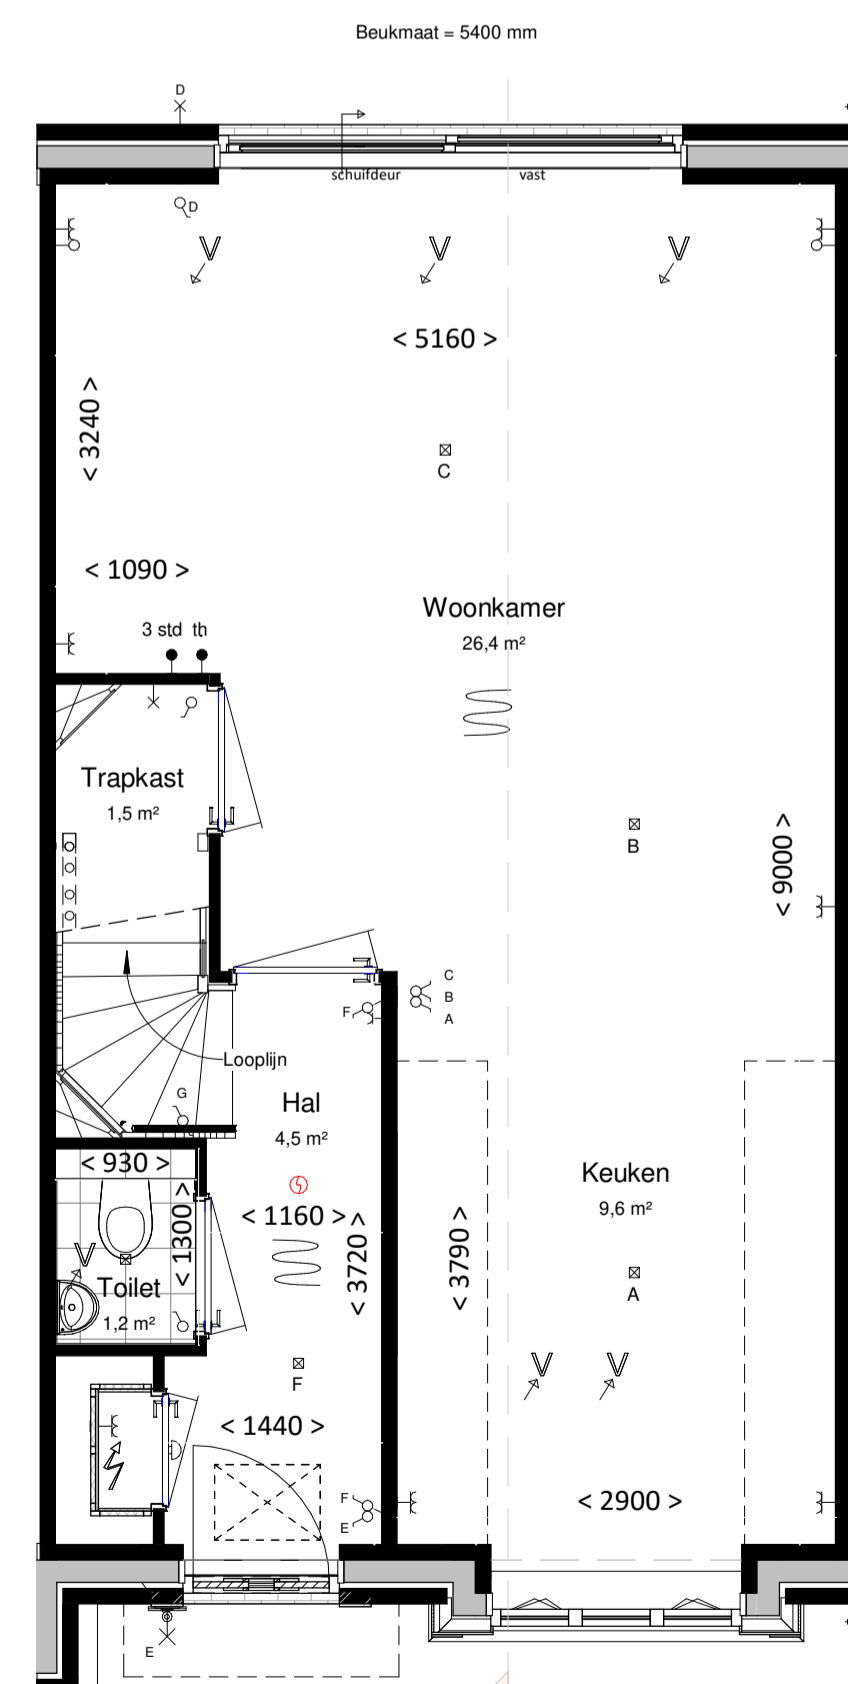 Beukmaat = 5400 mm
D
schuifdeur
vast
D
V
V
V
< 5160 >
< 3240 >
C
< 1090 >
Woonkamer
26,4 m²
3 std th
Trapkast
1,5 m²
B
< 9000 >
C
B
A
F
Looplijn
G
Hal
4,5 m²
< 930 >
< 1300 >
< 1160 >
< 3720 >
Keuken
9,6 m²
< 3790 >
V
Toilet
1,2 m²
A
F
V
V
< 1440 >
< 2900 >
F
E
E